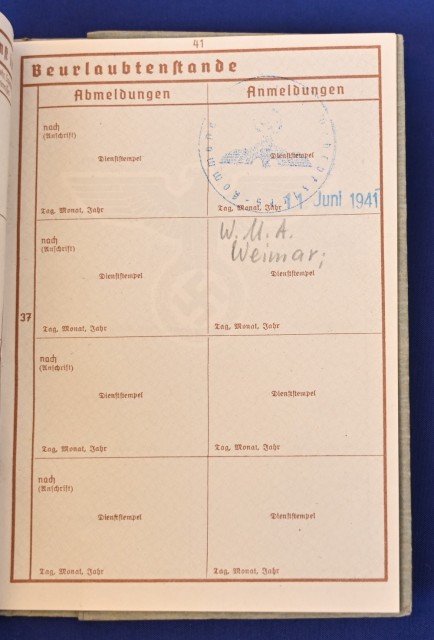 41
Beurlaubtenstande
Abmeldungen
Anmeldungen
nach
(Anschrift)
Dienststempel
Dienststempel
Tag, Monat, Jahr
Tag, Monat, Jahr
11. Juni 1941
nach
(Anschrift)
W. M. A.
Weimar;
Dienststempel
Dienststempel
37
Tag, Monat, Jahr
Tag, Monat, Jahr
nach
(Anschrift)
Dienststempel
Dienststempel
Tag, Monat, Jahr
Tag, Monat, Jahr
nach
(Anschrift)
Dienststempel
Dienststempel
Tag, Monat, Jahr
Tag, Monat, Jahr